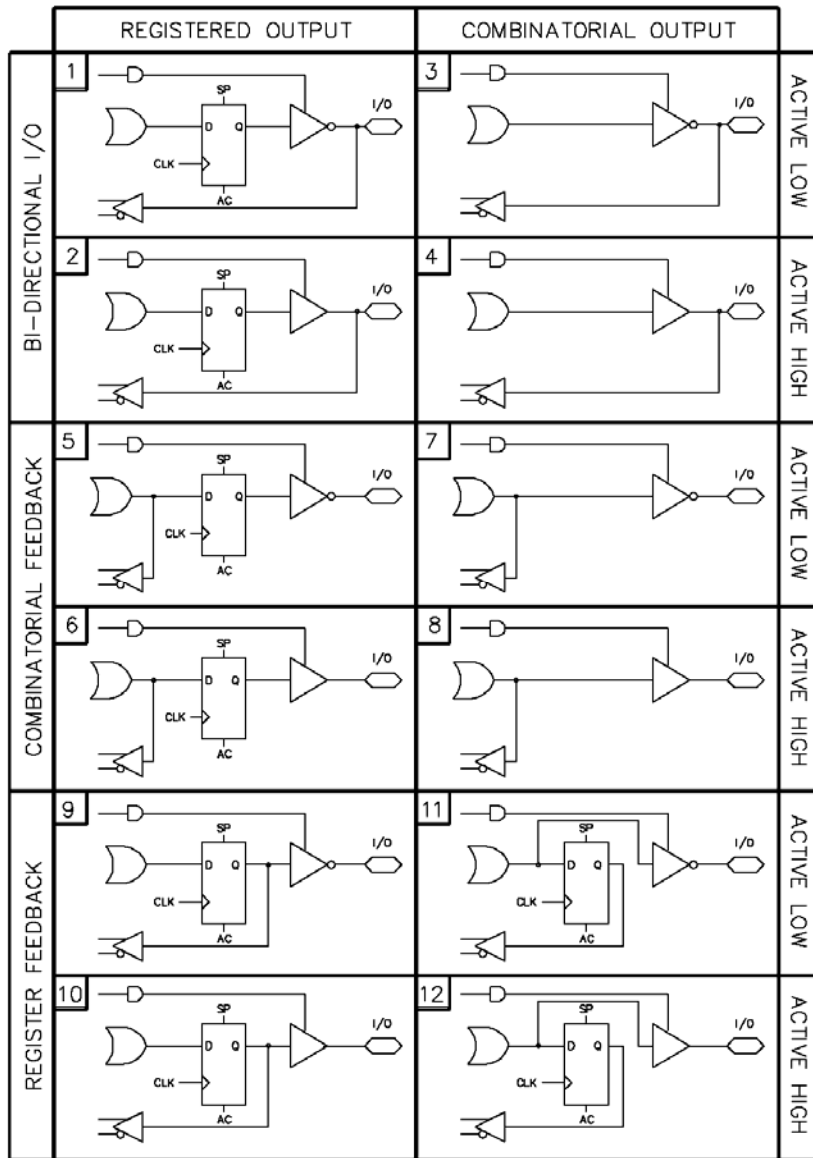 REGISTERED OUTPUT
COMBINATORIAL OUTPUT
BI-DIRECTIONAL I/O
1
SP
D Q
CLK
AC
I/O
3
I/O
ACTIVE LOW
2
SP
D Q
CLK
AC
I/O
4
I/O
ACTIVE HIGH
COMBINATORIAL FEEDBACK
5
SP
D Q
CLK
AC
I/O
7
I/O
ACTIVE LOW
6
SP
D Q
CLK
AC
I/O
8
I/O
ACTIVE HIGH
REGISTER FEEDBACK
9
SP
D Q
CLK
AC
I/O
11
SP
D Q
CLK
AC
I/O
ACTIVE LOW
10
SP
D Q
CLK
AC
I/O
12
SP
D Q
CLK
AC
I/O
ACTIVE HIGH